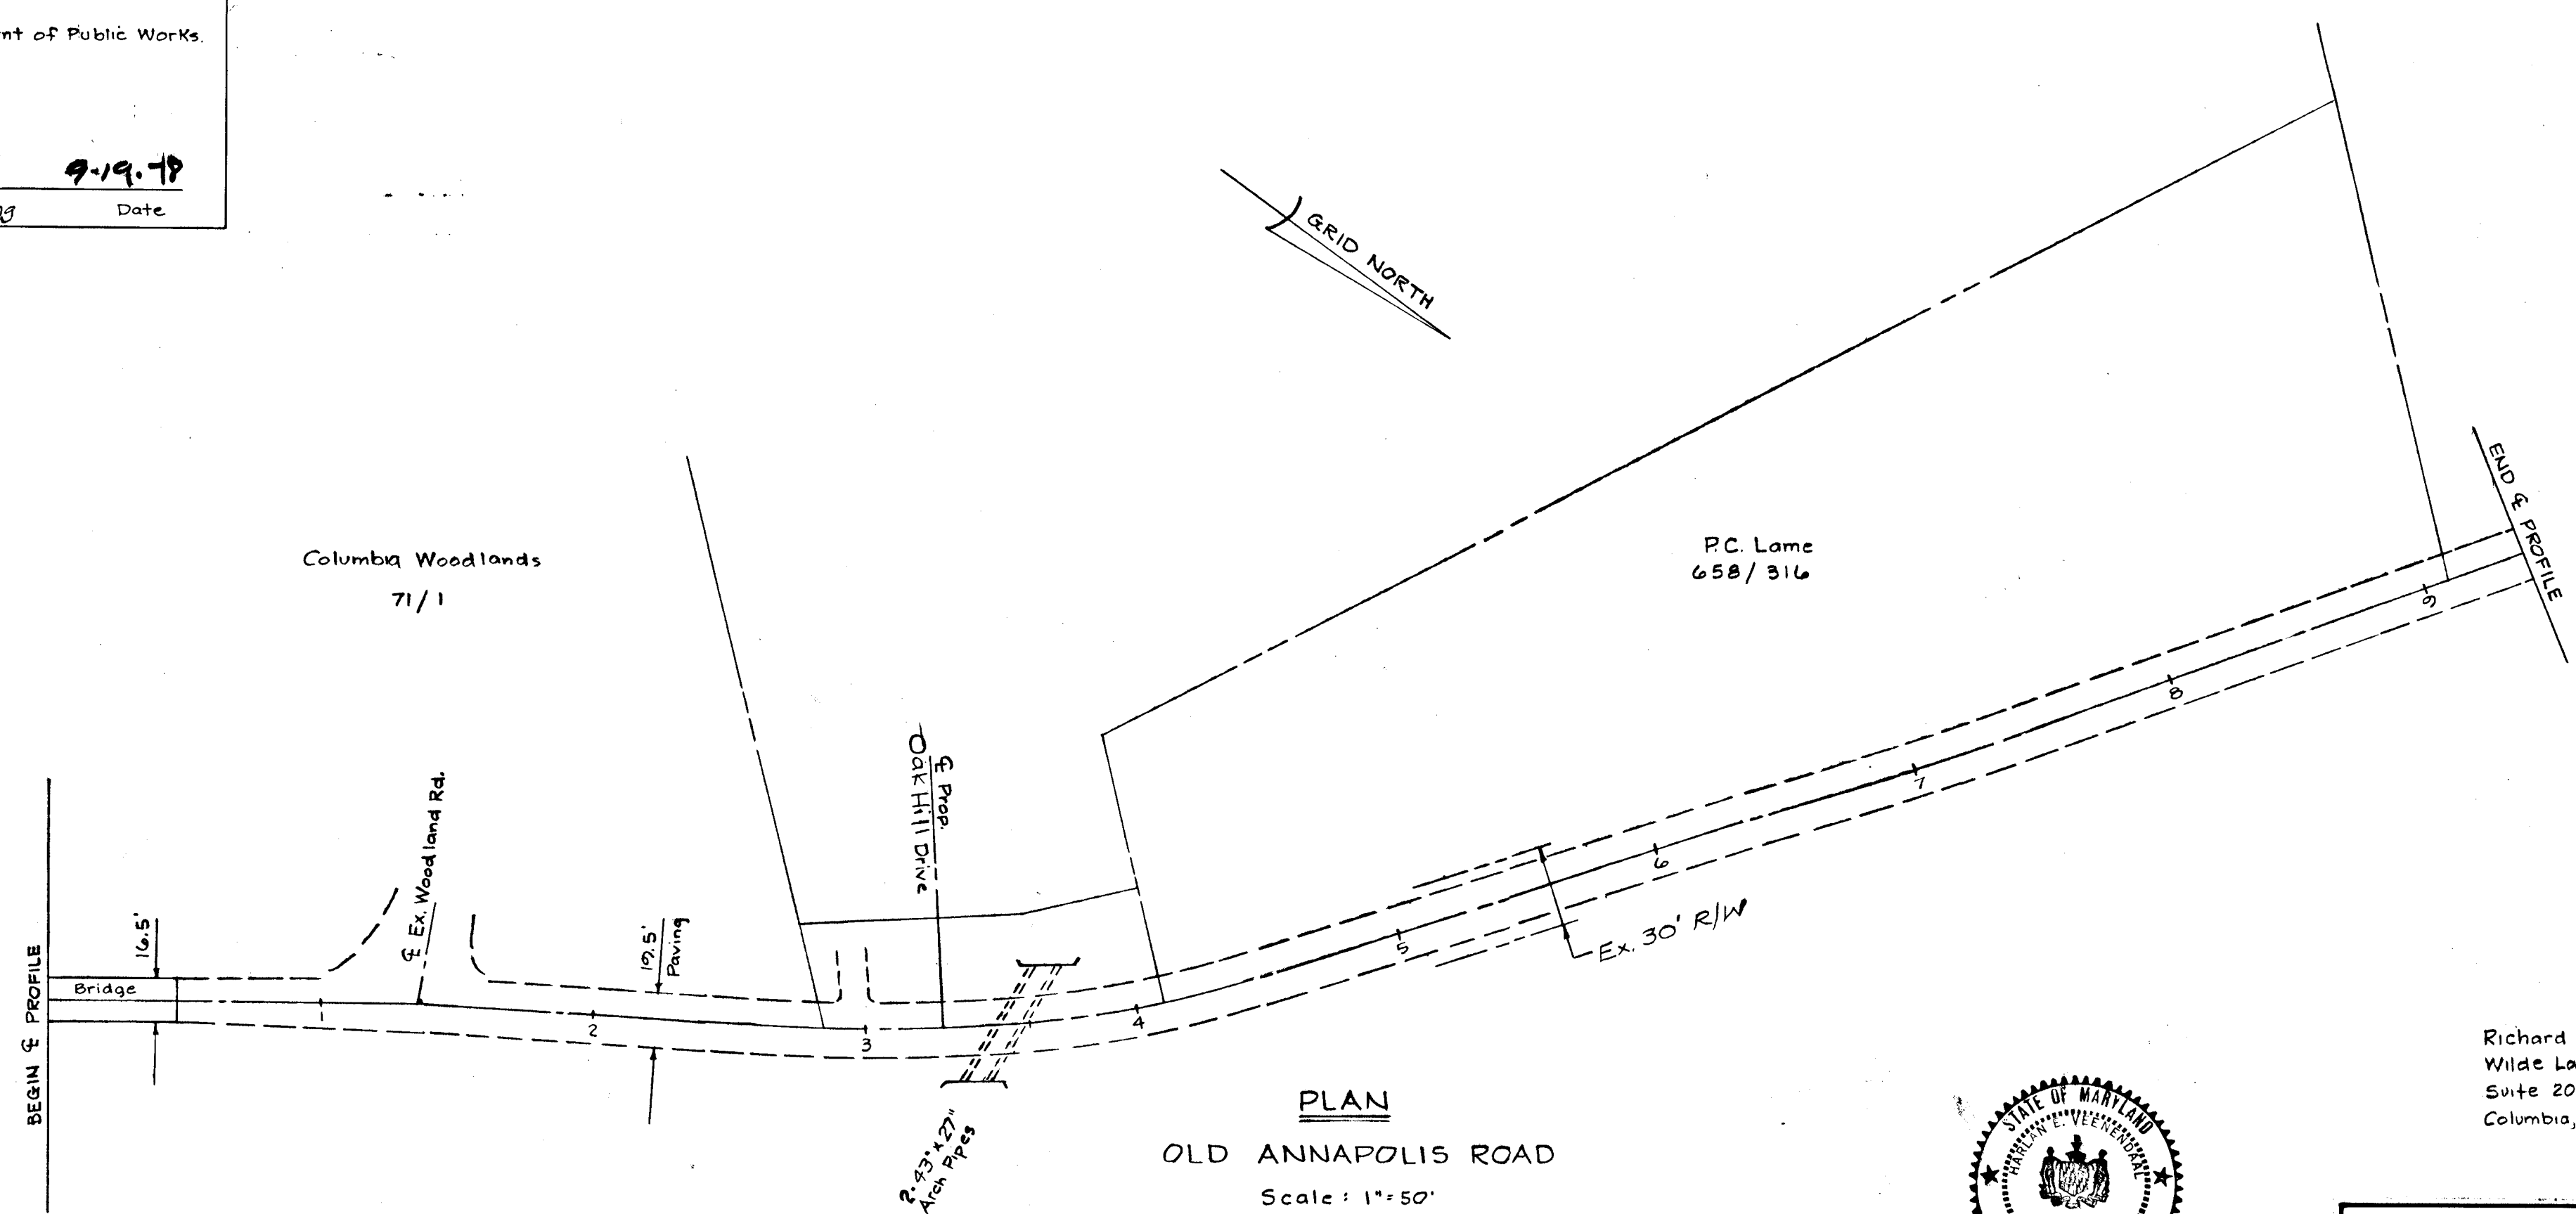 nt of Public Works.
9-19-78
Date
GRID NORTH
Columbia Woodlands
71/1
P.C. Lame
658/316
END ℄ PROFILE
BEGIN ℄ PROFILE
16.5'
Bridge
℄ Ex. Woodland Rd.
19.5'
Paving
℄ Prop.
Oak Hill Drive
2
3
4
5
6
7
8
9
Ex. 30' R/W
2-43"x27"
Arch Pipes
PLAN
OLD ANNAPOLIS ROAD
Scale: 1"=50'
STATE OF MARYLAND
HARLAN E. VEENENDAAL
Richard
Wilde La
Suite 20
Columbia,